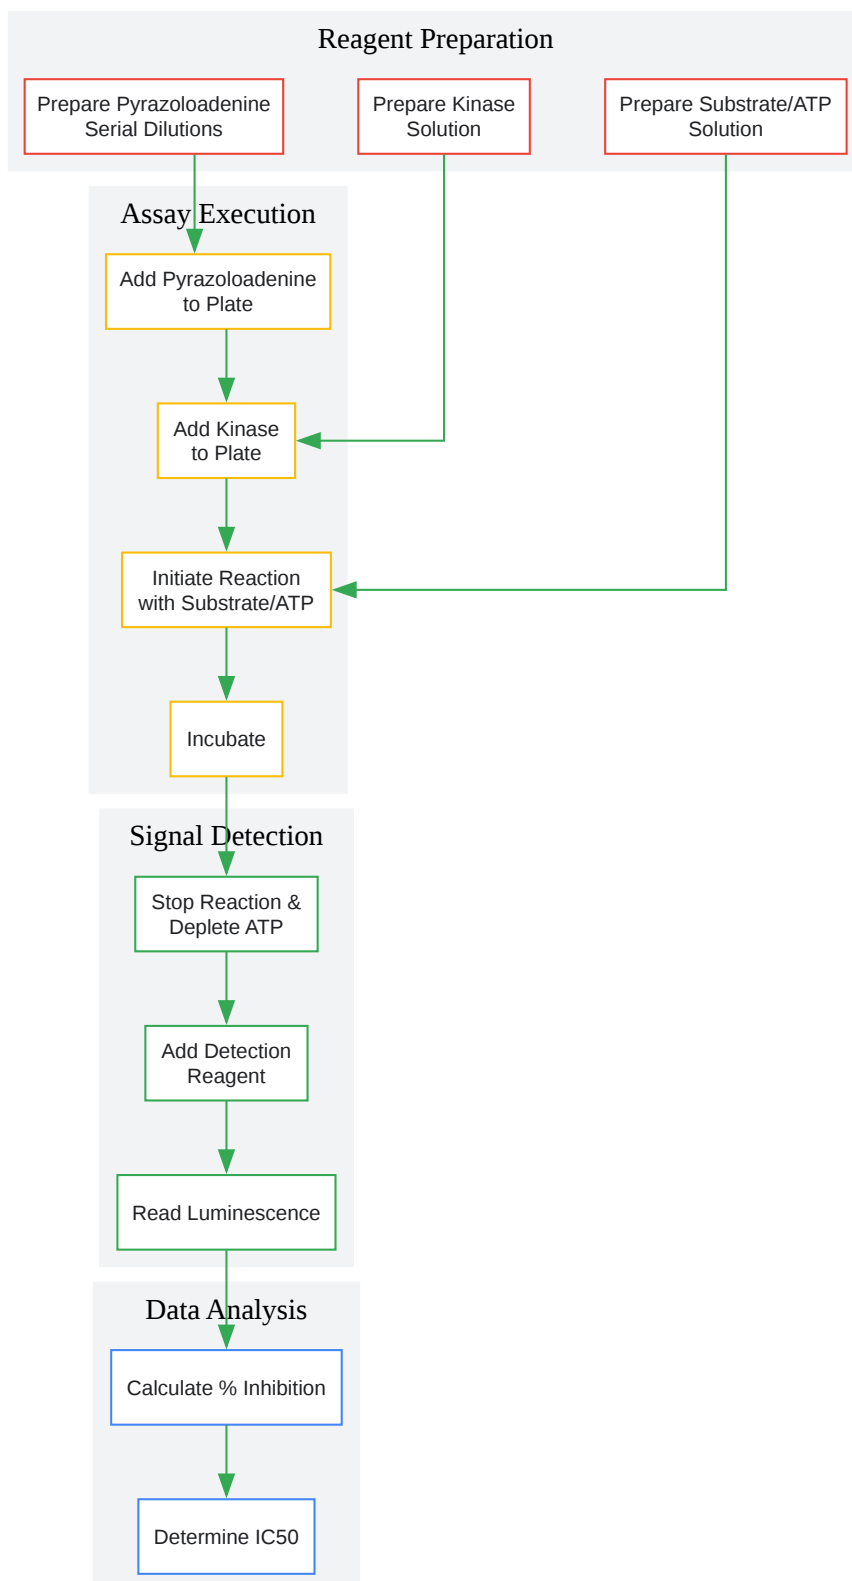 Reagent Preparation
Prepare Pyrazoloadenine
Serial Dilutions
Prepare Kinase
Solution
Prepare Substrate/ATP
Solution
Assay Execution
Add Pyrazoloadenine
to Plate
Add Kinase
to Plate
Initiate Reaction
with Substrate/ATP
Incubate
Signal Detection
Stop Reaction &
Deplete ATP
Add Detection
Reagent
Read Luminescence
Data Analysis
Calculate % Inhibition
Determine IC50